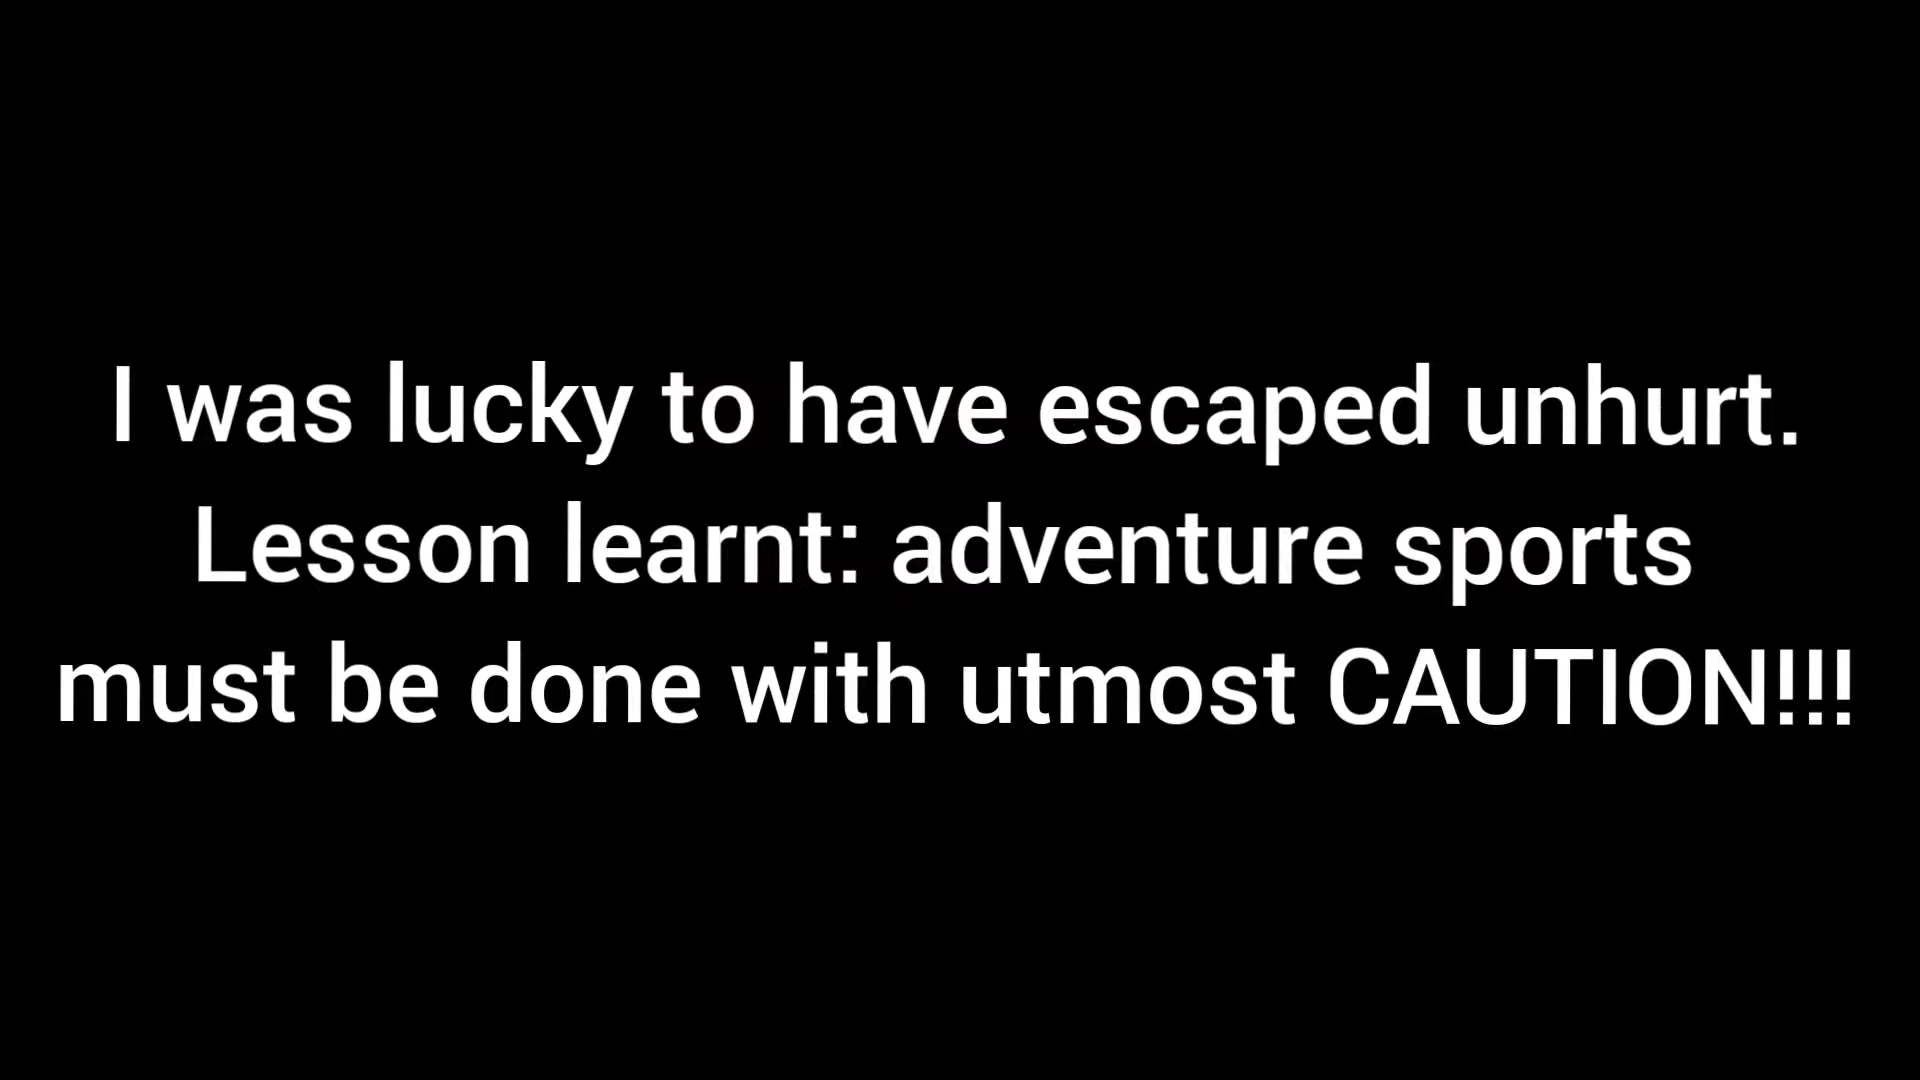 I was lucky to have escaped unhurt.
Lesson learnt: adventure sports
must be done with utmost CAUTION!!!